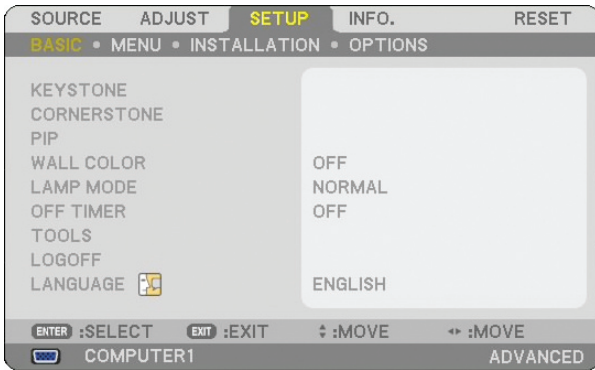 SOURCE ADJUST SETUP INFO. RESET
BASIC • MENU • INSTALLATION • OPTIONS
KEYSTONE
CORNERSTONE
PIP
WALL COLOR OFF
LAMP MODE NORMAL
OFF TIMER OFF
TOOLS
LOGOFF
LANGUAGE ENGLISH
ENTER :SELECT EXIT :EXIT :MOVE :MOVE
COMPUTER1 ADVANCED